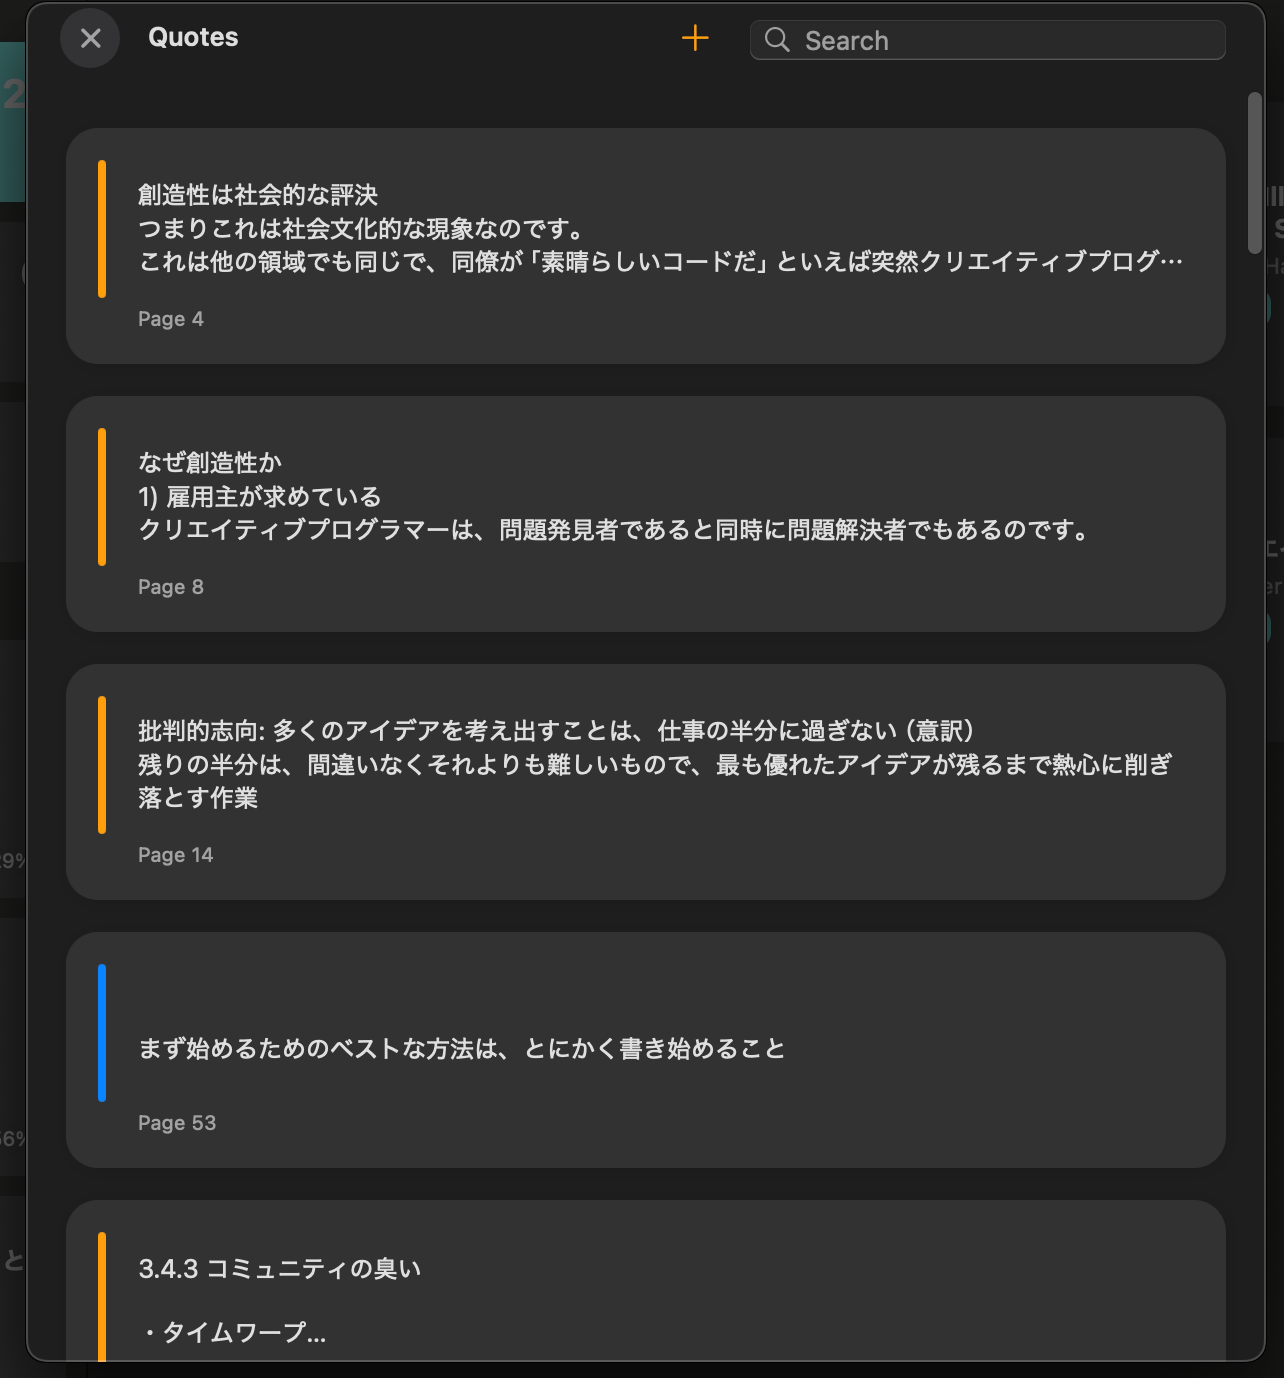 Quotes
Search
創造性は社会的な評決
つまりこれは社会文化的な現象なのです。
これは他の領域でも同じで、同僚が「素晴らしいコードだ」といえば突然クリエイティブプログ…
Page 4
なぜ創造性か
1) 雇用主が求めている
クリエイティブプログラマーは、問題発見者であると同時に問題解決者でもあるのです。
Page 8
批判的志向: 多くのアイデアを考え出すことは、仕事の半分に過ぎない（意訳）
残りの半分は、間違いなくそれよりも難しいもので、最も優れたアイデアが残るまで熱心に削ぎ
落とす作業
Page 14
まず始めるためのベストな方法は、とにかく書き始めること
Page 53
3.4.3 コミュニティの臭い
・タイムワープ...
2
29%
56%
と